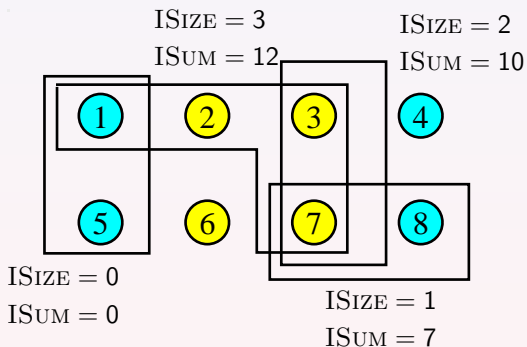 ISIZE = 3
ISUM = 12
ISIZE = 2
ISUM = 10
1 2 3 4
5 6 7 8
ISIZE = 0
ISUM = 0
ISIZE = 1
ISUM = 7